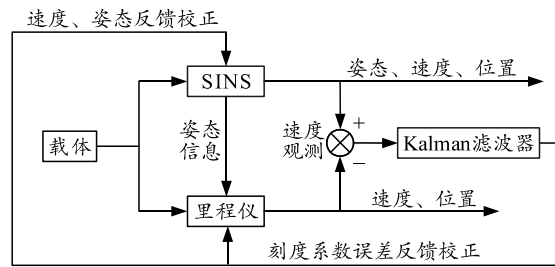 速度、姿态反馈校正
SINS
姿态、速度、位置
姿态
信息
速度
观测
+
−
载体
Kalman滤波器
里程仪
速度、位置
刻度系数误差反馈校正